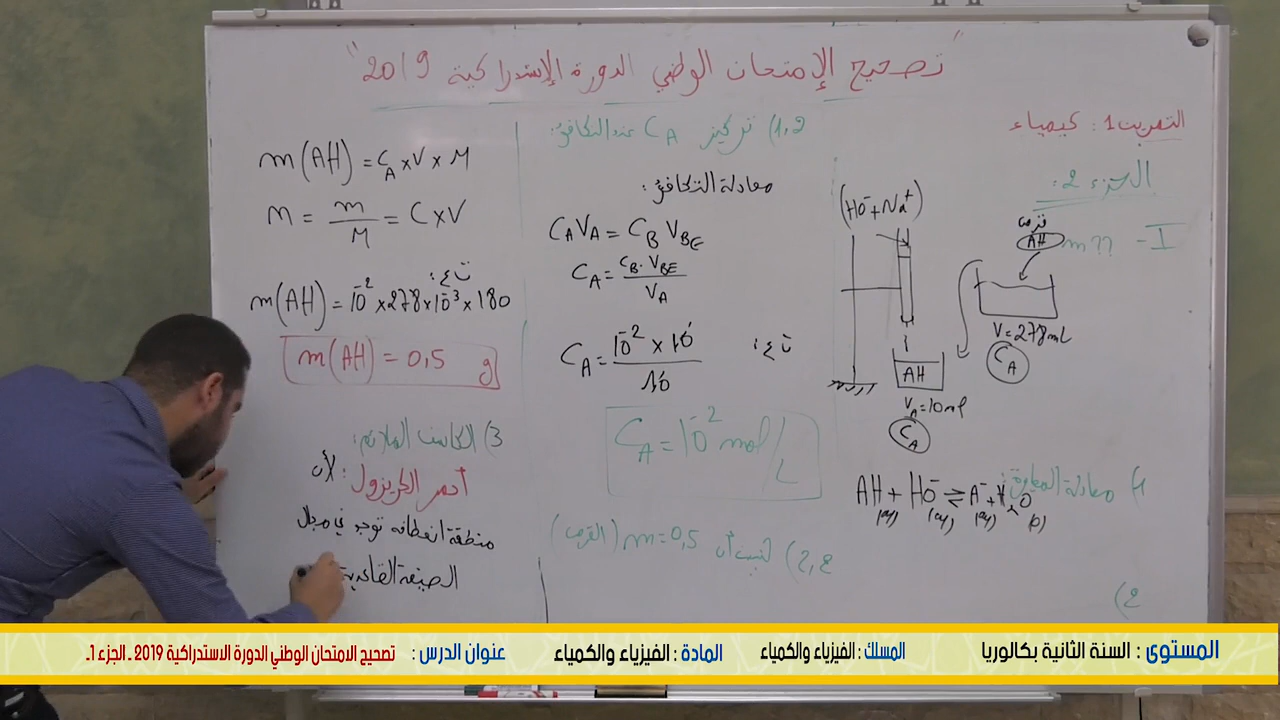 "تصحيح الإمتحان الوطني الدورة الإستدراكية 2019"
التمرين 1 : كيمياء
الجزء 2 :
I - m ??
قرص
AH
V = 278 mL
C_A
(HO⁻ + Na⁺)
AH
V_A = 10 ml
C_A
1) معادلة المعايرة :
AH + HO⁻ ⇌ A⁻ + H₂O
(aq) (aq) (aq) (l)
2)
1,2) تركيز C_A عند التكافؤ :
معادلة التكافؤ :
C_A V_A = C_B V_BE
C_A = C_B . V_BE / V_A
ت ع : C_A = 10⁻² × 10 / 10
C_A = 10⁻² mol/L
2,2) لنبين أن m = 0,5 (القرص)
m(AH) = C_A × V × M
n = m / M = C × V
ت ع :
m(AH) = 10⁻² × 278 × 10⁻³ × 180
m(AH) = 0,5 g
3) الكاشف الملائم :
أحمر الكريزول : لأن
منطقة انعطافه توجد في مجال
الصيغة القاعدية
المستوى : السنة الثانية بكالوريا المسلك : الفيزياء والكمياء المادة : الفيزياء والكمياء عنوان الدرس : تصحيح الامتحان الوطني الدورة الاستدراكية 2019 ـ الجزء 1ـ